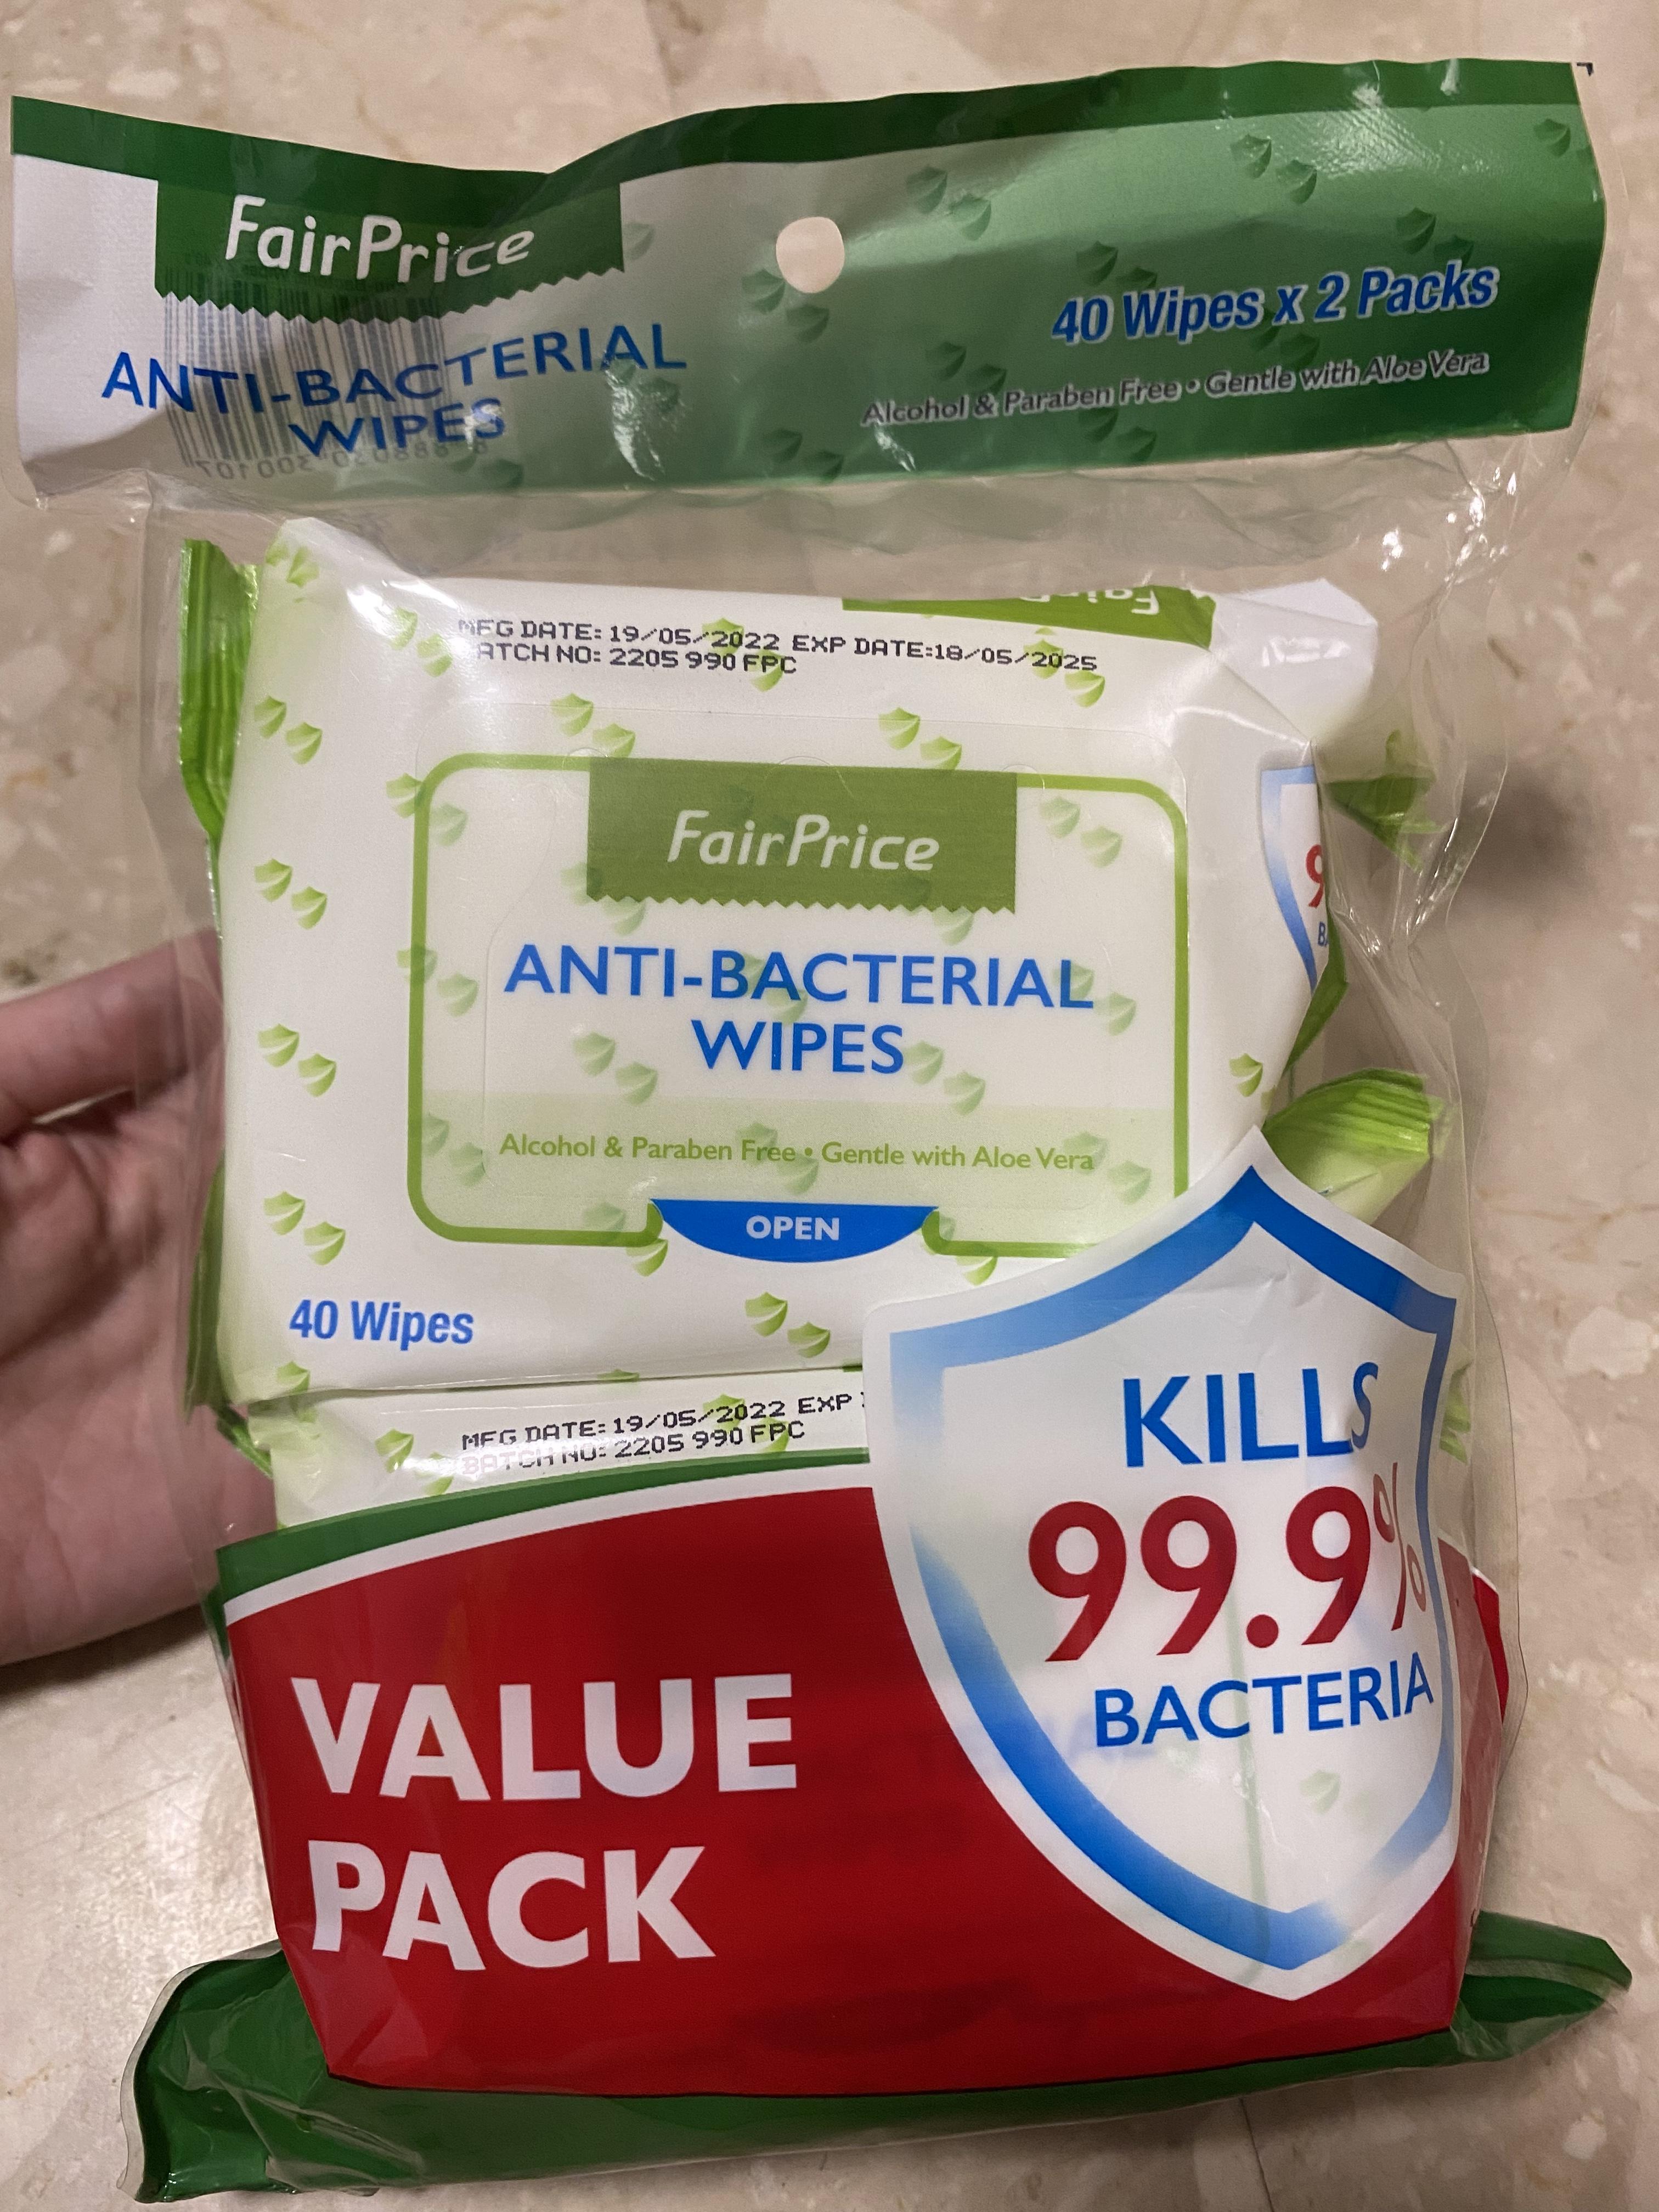 FairPrice
ANTI-BACTERIAL
WIPES
40 Wipes x 2 Packs
Alcohol & Paraben Free • Gentle with Aloe Vera
MFG DATE: 19/05/2022 EXP DATE:18/05/2025
BATCH NO: 2205 990 FPC
FairPrice
ANTI-BACTERIAL
WIPES
Alcohol & Paraben Free • Gentle with Aloe Vera
OPEN
40 Wipes
MFG DATE: 19/05/2022 EXP
BATCH NO: 2205 990 FPC
KILLS
99.9%
BACTERIA
VALUE
PACK